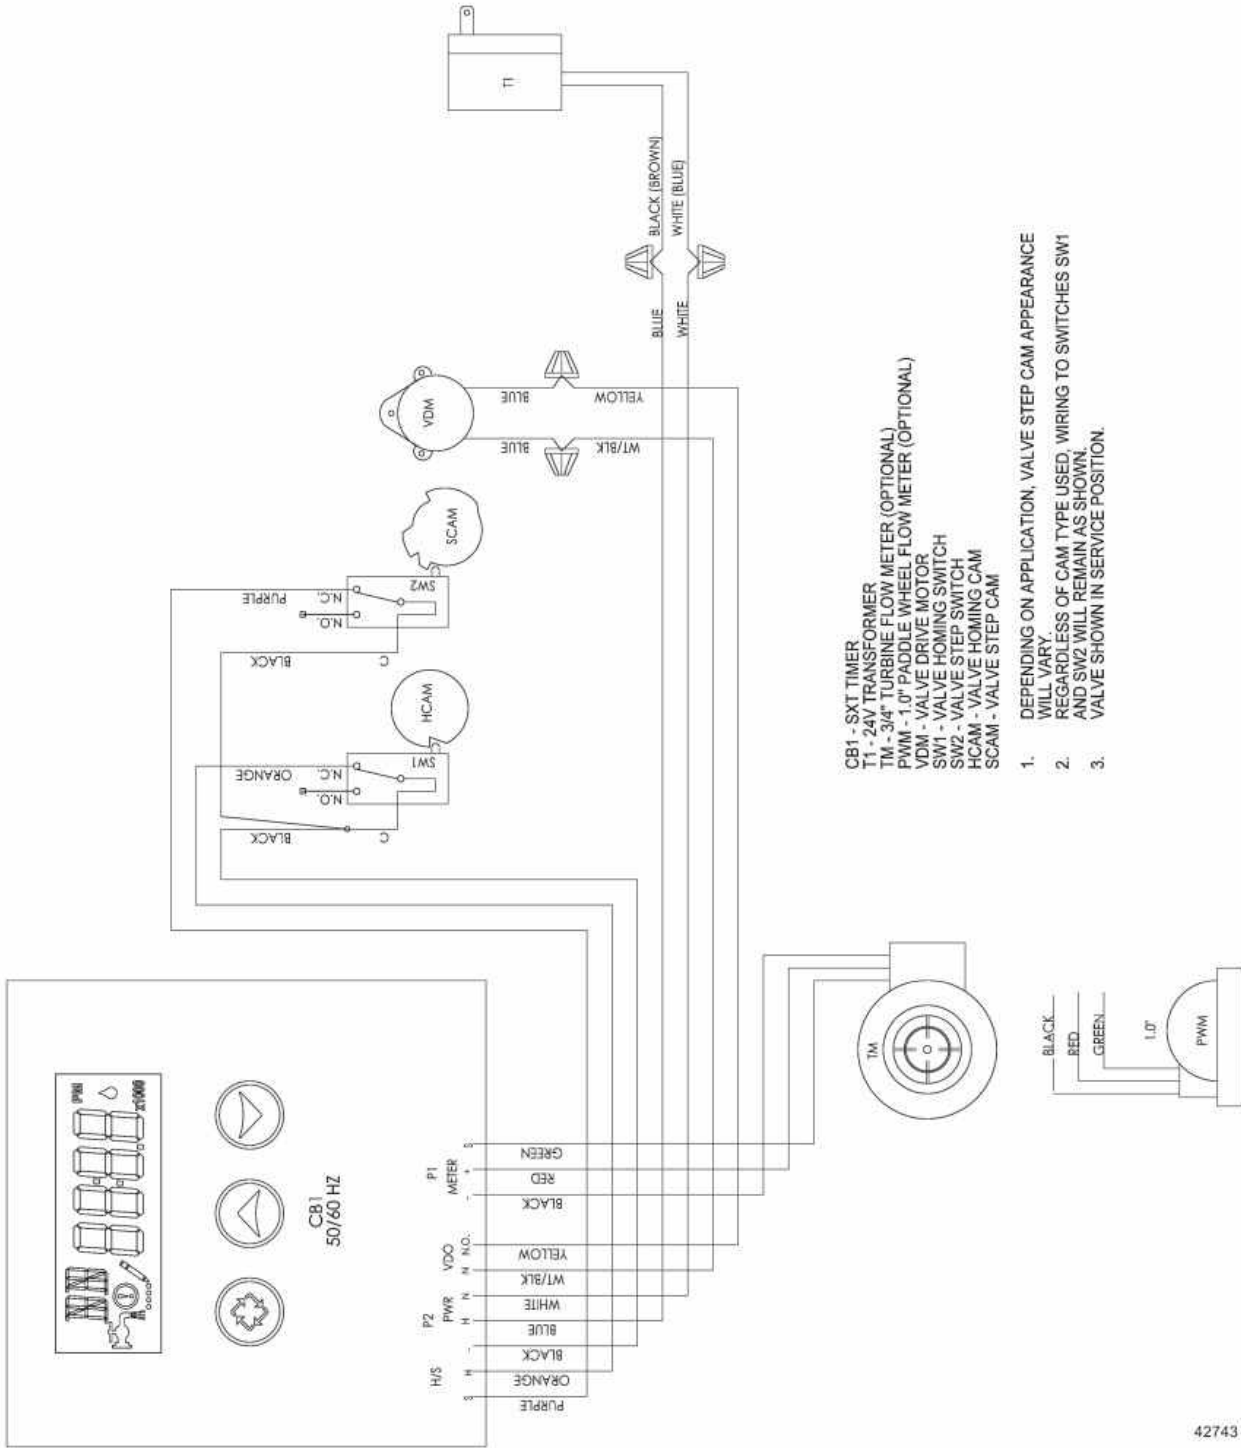 PM
x1000
CB1
50/60 HZ
H/S
S
H
-
P2
PWR
H
N
VDO
N
N.O.
P1
METER
-
+
S
PURPLE
ORANGE
BLACK
BLUE
WHITE
WT/BLK
YELLOW
BLACK
RED
GREEN
BLACK
C
N.O.
N.C.
ORANGE
SW1
HCAM
BLACK
C
N.O.
N.C.
PURPLE
SW2
SCAM
VDM
BLUE
BLUE
WT/BLK
YELLOW
T1
BLACK (BROWN)
WHITE (BLUE)
BLUE
WHITE
TM
BLACK
RED
GREEN
1.0"
PWM
CB1 - SXT TIMER
T1 - 24V TRANSFORMER
TM - 3/4" TURBINE FLOW METER (OPTIONAL)
PWM - 1.0" PADDLE WHEEL FLOW METER (OPTIONAL)
VDM - VALVE DRIVE MOTOR
SW1 - VALVE HOMING SWITCH
SW2 - VALVE STEP SWITCH
HCAM - VALVE HOMING CAM
SCAM - VALVE STEP CAM
1. DEPENDING ON APPLICATION, VALVE STEP CAM APPEARANCE
WILL VARY.
2. REGARDLESS OF CAM TYPE USED, WIRING TO SWITCHES SW1
AND SW2 WILL REMAIN AS SHOWN.
3. VALVE SHOWN IN SERVICE POSITION.
42743